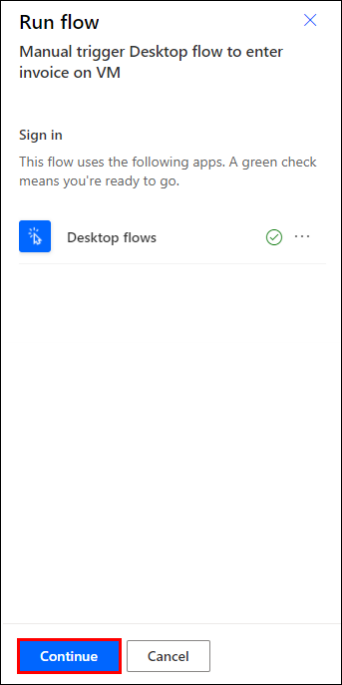 Run flow
Manual trigger Desktop flow to enter
invoice on VM
Sign in
This flow uses the following apps. A green check
means you're ready to go.
Desktop flows
Continue
Cancel